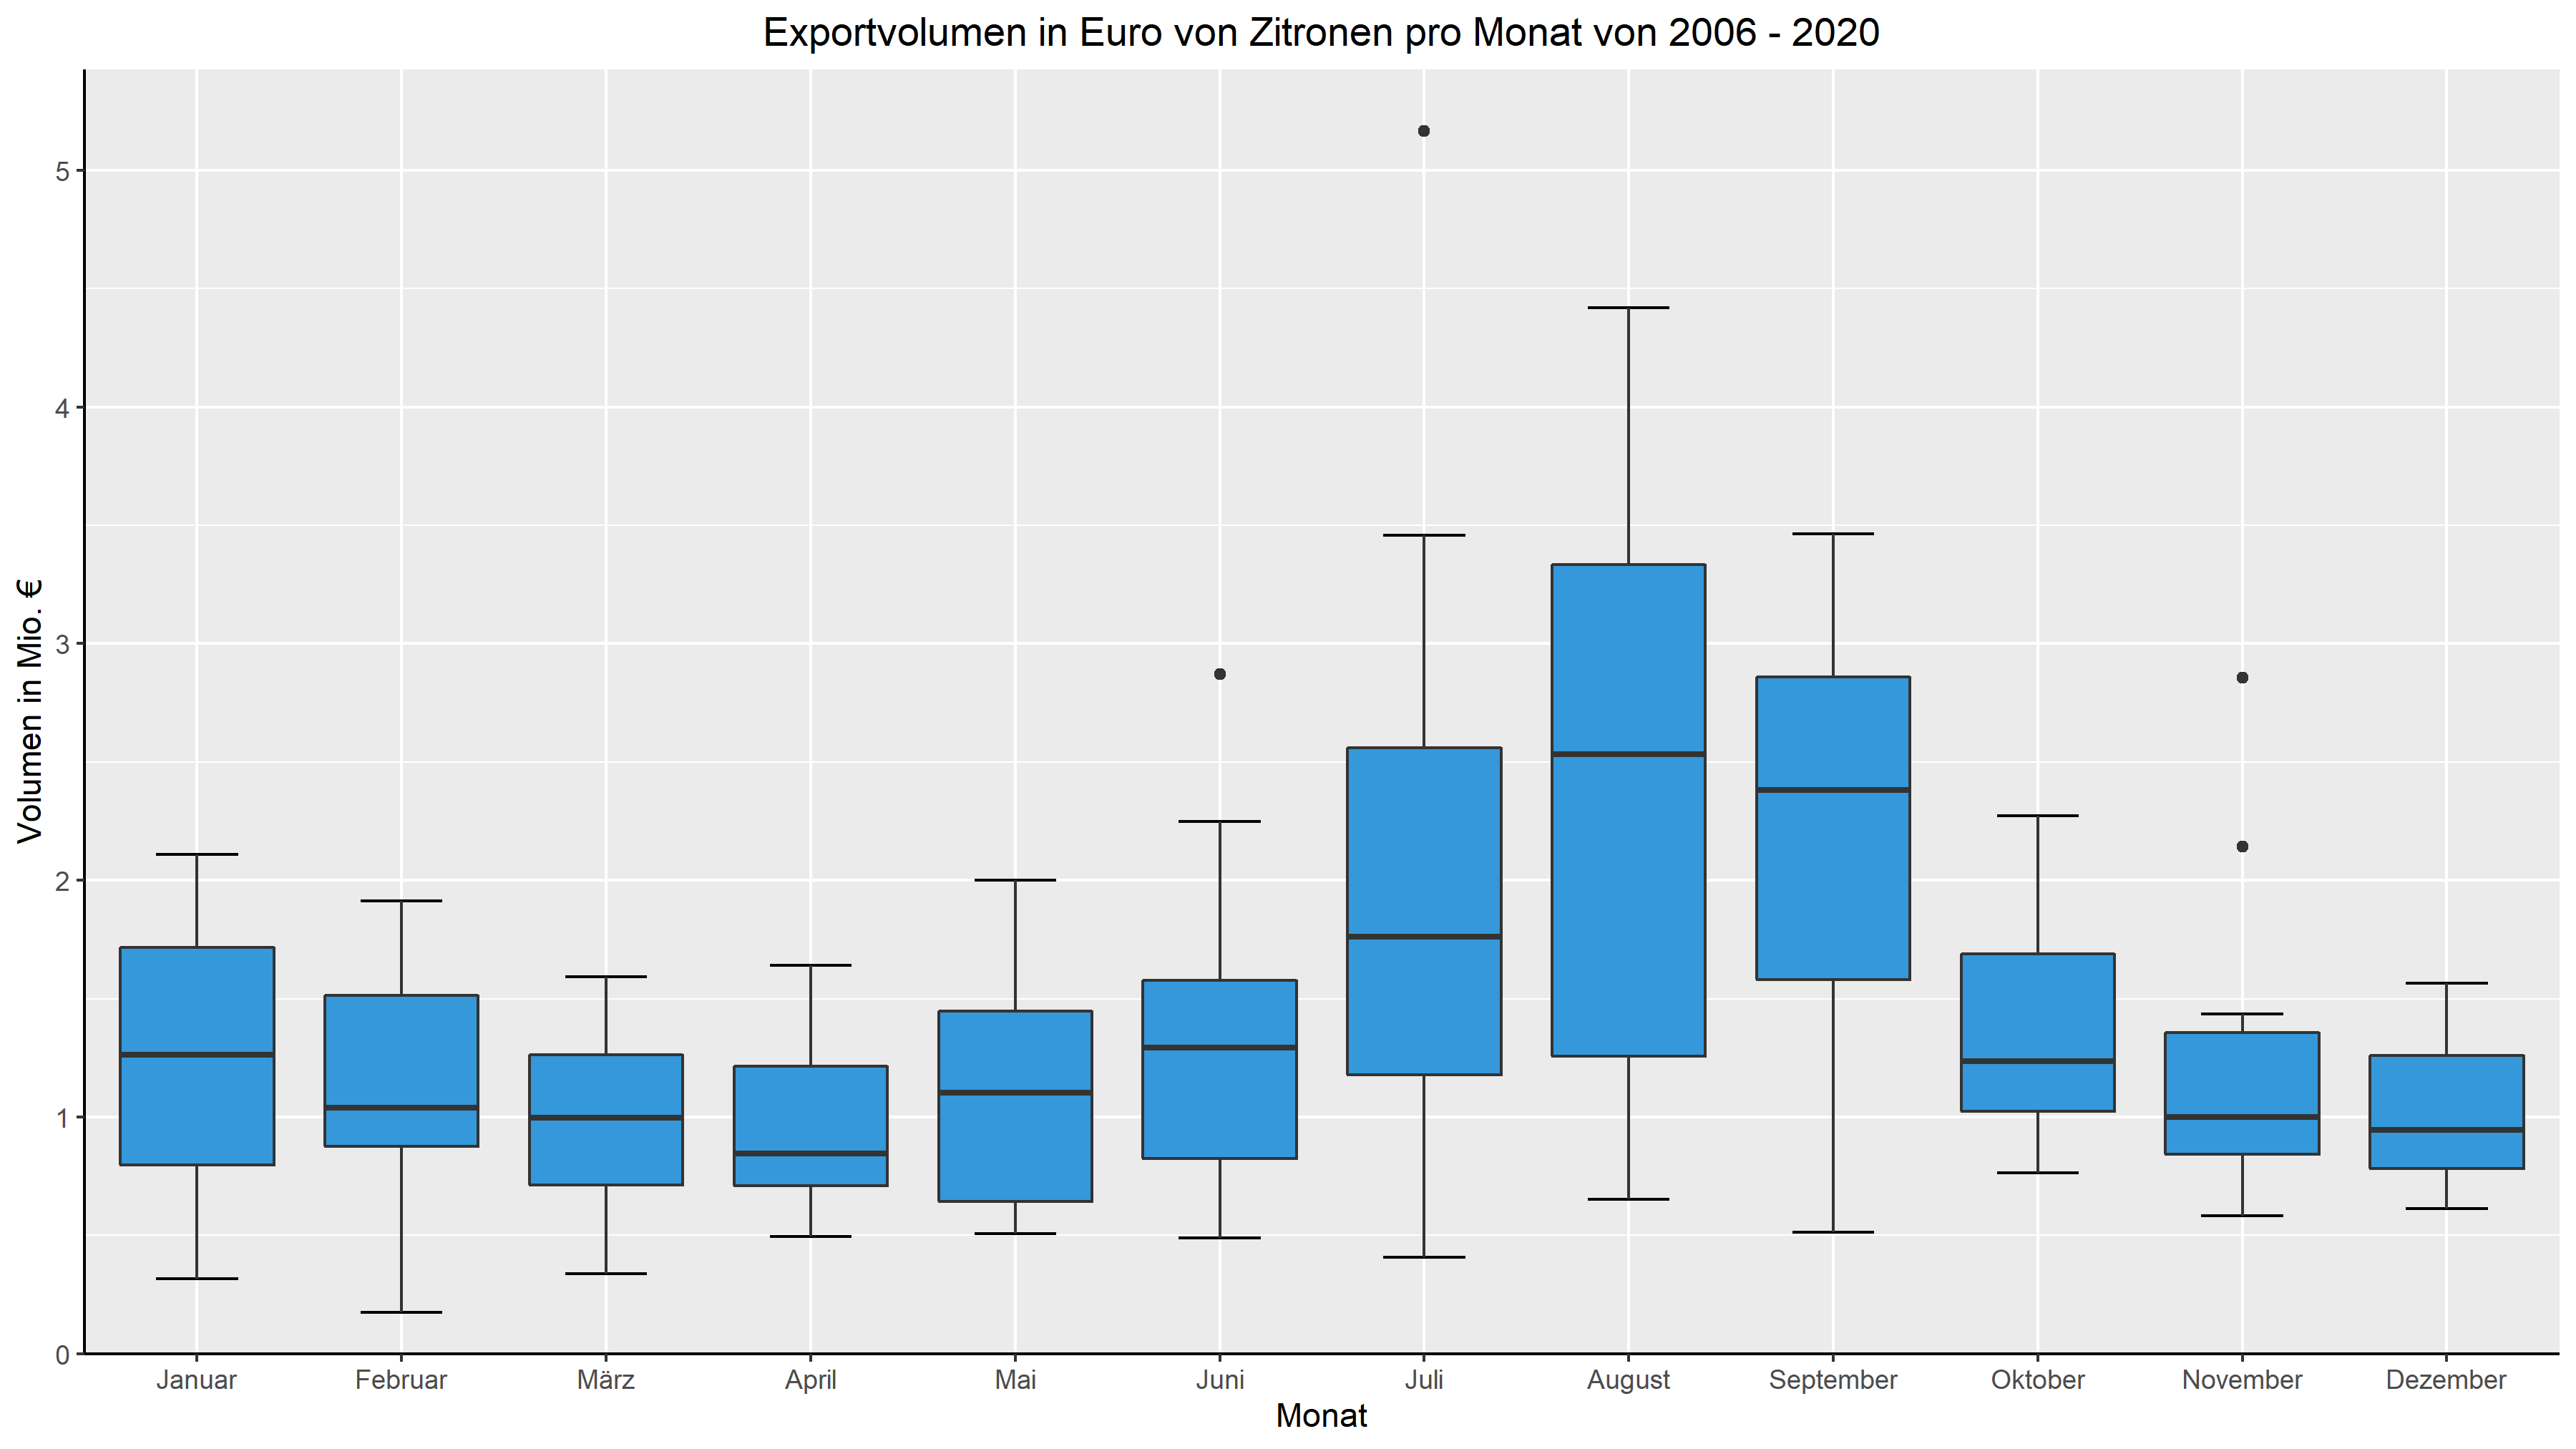 Exportvolumen in Euro von Zitronen pro Monat von 2006 - 2020
Volumen in Mio. €
5
4
3
2
1
0
Januar Februar März April Mai Juni Juli August September Oktober November Dezember
Monat